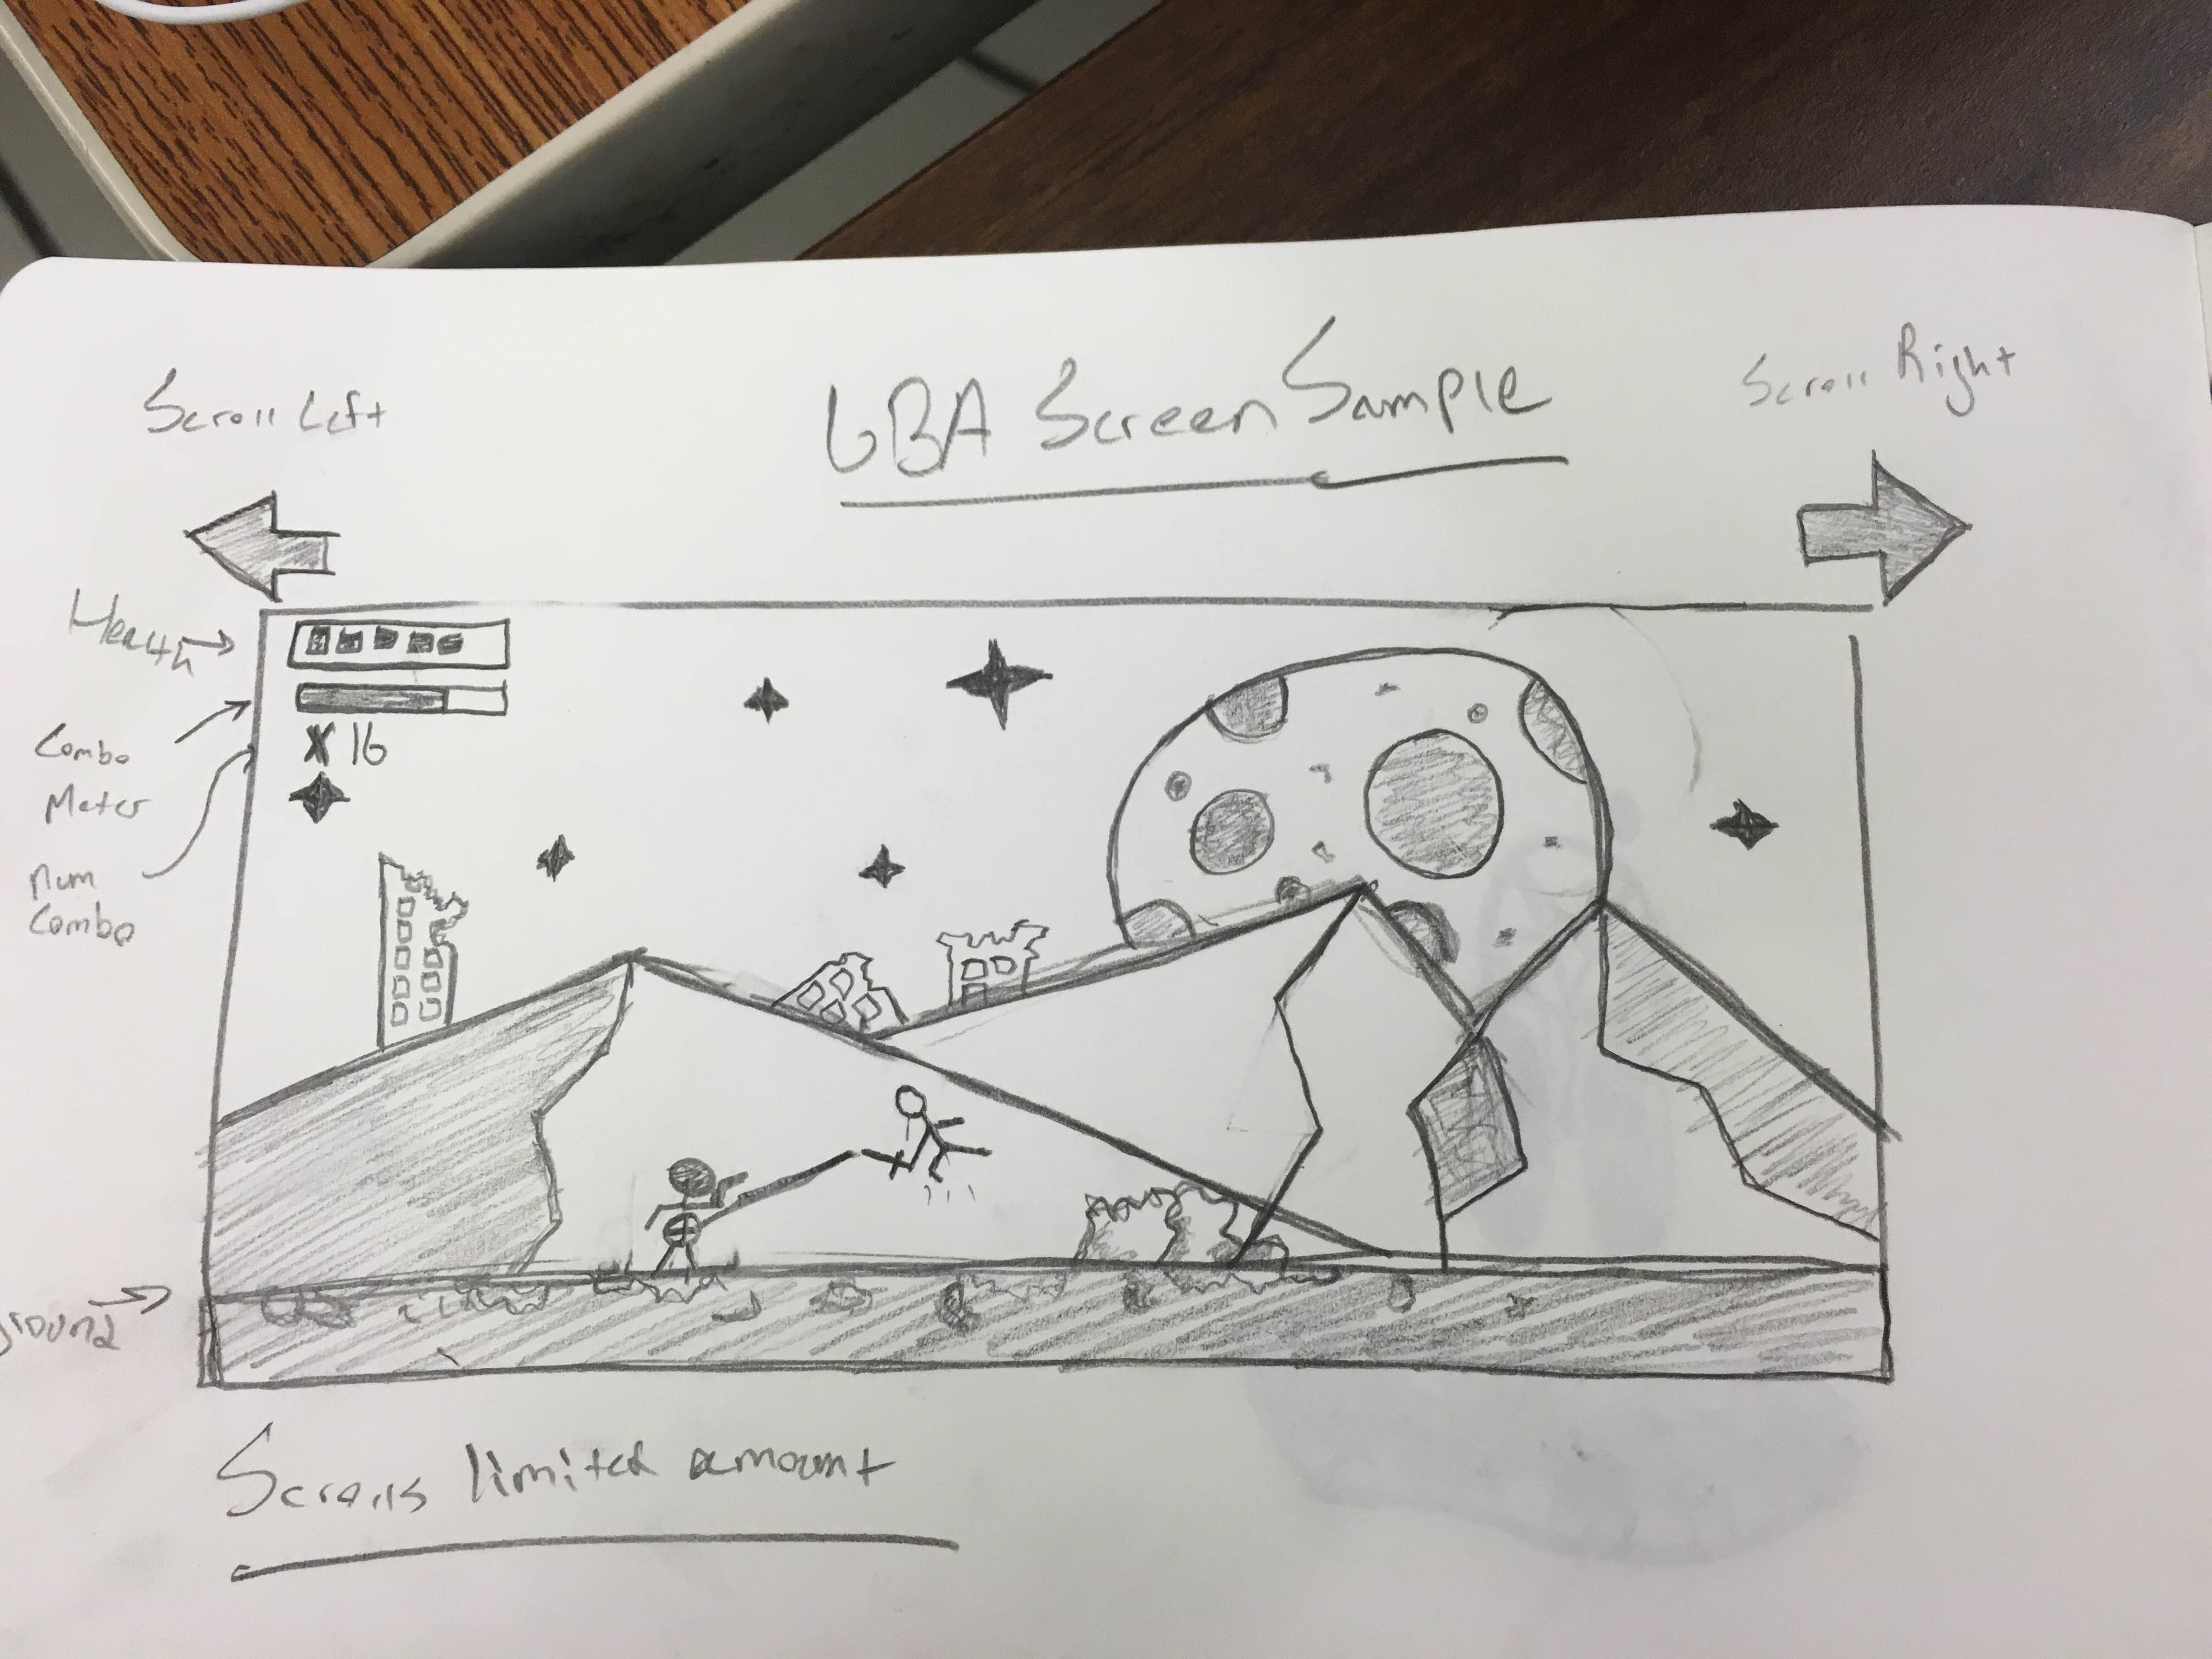 Scroll Left
GBA Screen Sample
Scroll Right
Health
Combo
Meter
Num
Combo
X16
Ground
Scrolls limited amount